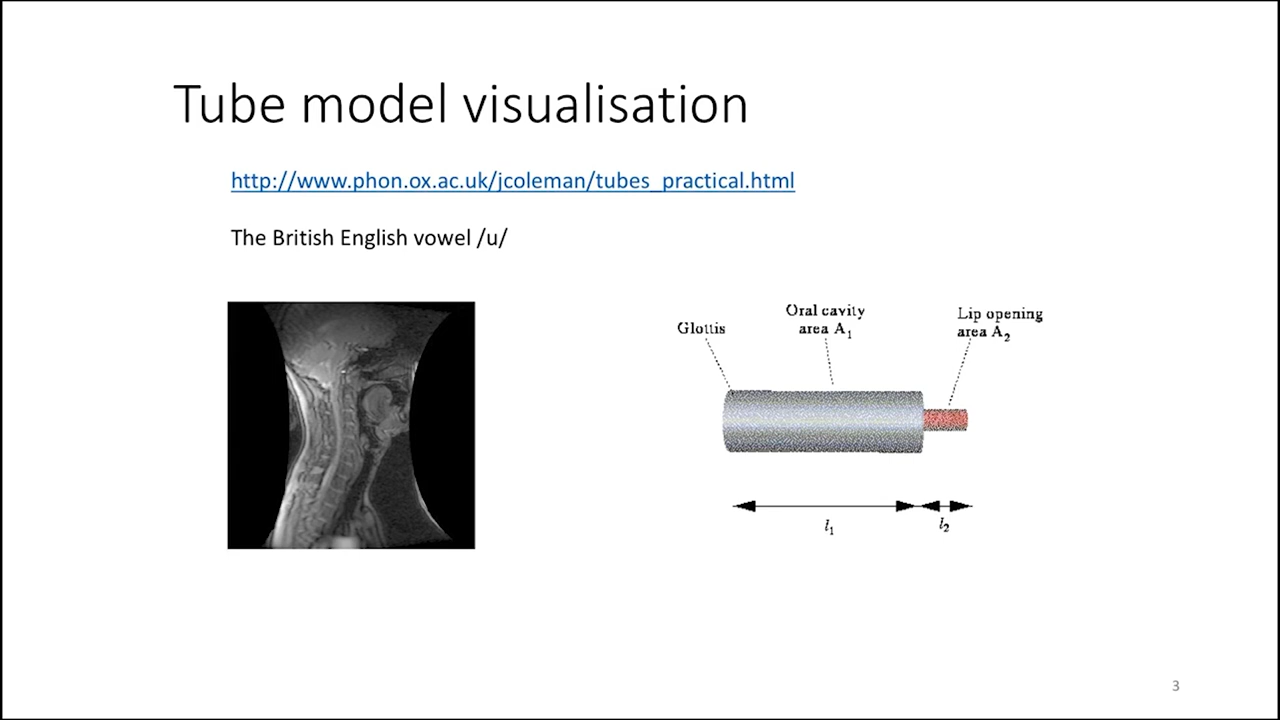 Tube model visualisation
http://www.phon.ox.ac.uk/jcoleman/tubes_practical.html
The British English vowel /u/
Glottis
Oral cavity
area A1
Lip opening
area A2
l1
l2
3